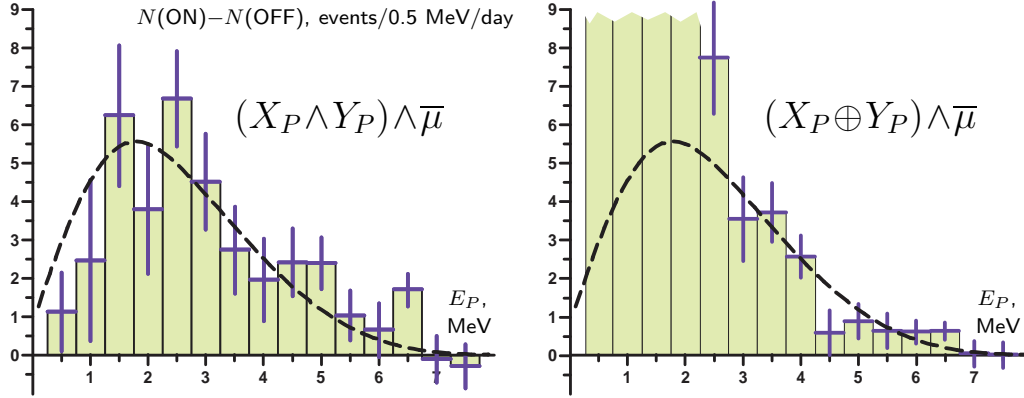 N(ON)−N(OFF), events/0.5 MeV/day
9
8
7
6
5
4
3
2
1
0
(X_P∧Y_P)∧μ̅
E_P,
MeV
1 2 3 4 5 6 7
9
8
7
6
5
4
3
2
1
0
(X_P⊕Y_P)∧μ̅
E_P,
MeV
1 2 3 4 5 6 7